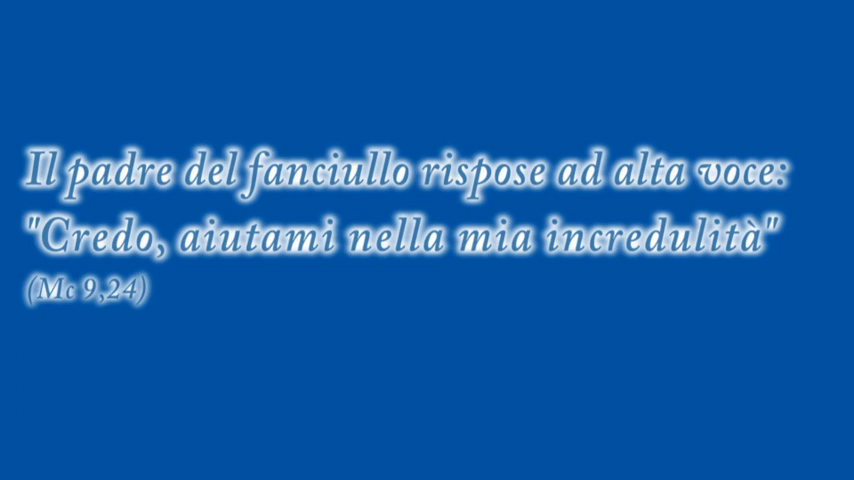 Il padre del fanciullo rispose ad alta voce:
"Credo, aiutami nella mia incredulità"
(Mc 9,24)